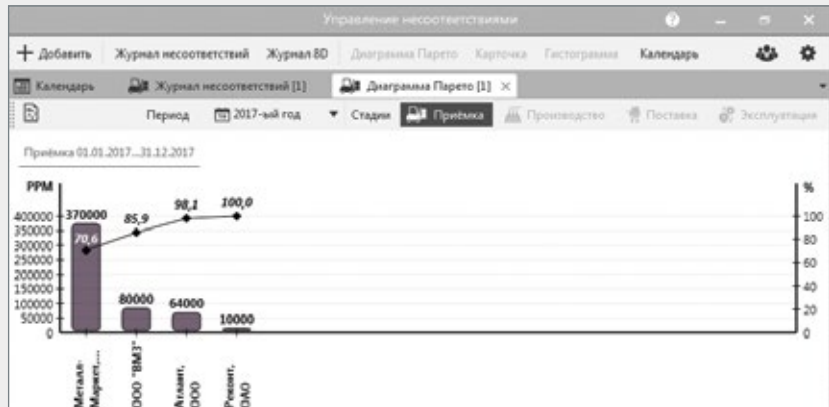 Управление несоответствиями
Добавить Журнал несоответствий Журнал 8D Диаграмма Парето Карточка Гистограмма Календарь
Календарь Журнал несоответствий [1] Диаграмма Парето [1]
Период 2017-ый год Стадии Приёмка Производство Поставка Эксплуатация
Приёмка 01.01.2017...31.12.2017
PPM %
400000 370000 85,9 98,1 100,0 100
350000
300000 70,6 80
250000
200000 60
150000 40
100000 80000 64000 20
50000 10000
0 0
Металл-
Маркет,...
ООО "ВМЗ"
Атлант,
ООО
Ремонт,
ОАО